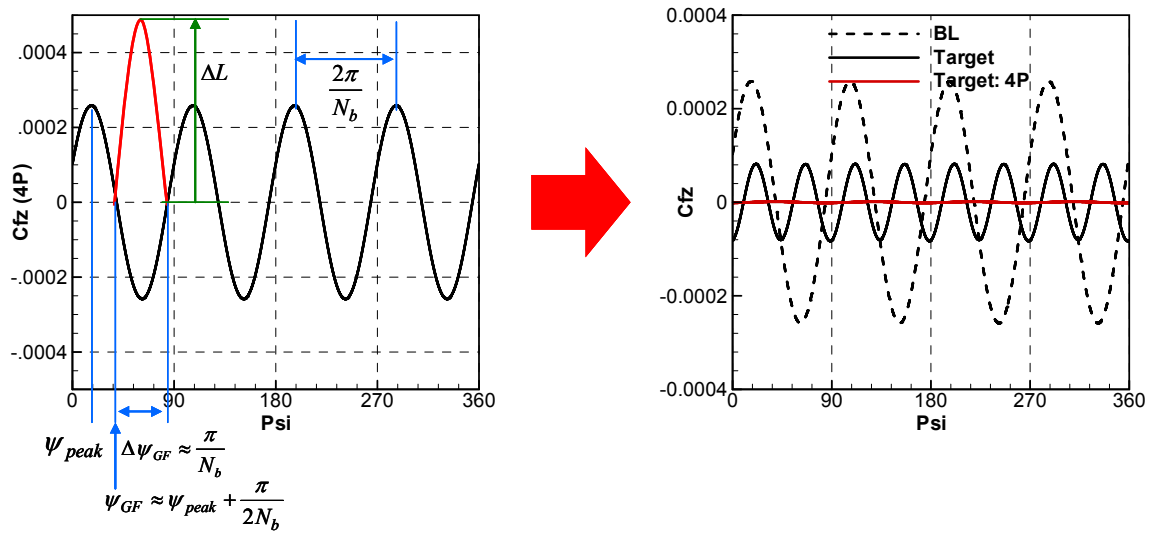 Cfz (4P)
.0004
0.0002
0
-0.0002
-.0004
0
90
180
270
360
Psi
ΔL
2π
N_b
ψ_peak
Δψ_GF ≈ π/N_b
ψ_GF ≈ ψ_peak + π/2N_b
Cfz
0.0004
0.0002
0
-0.0002
-0.0004
0
90
180
270
360
Psi
BL
Target
Target: 4P